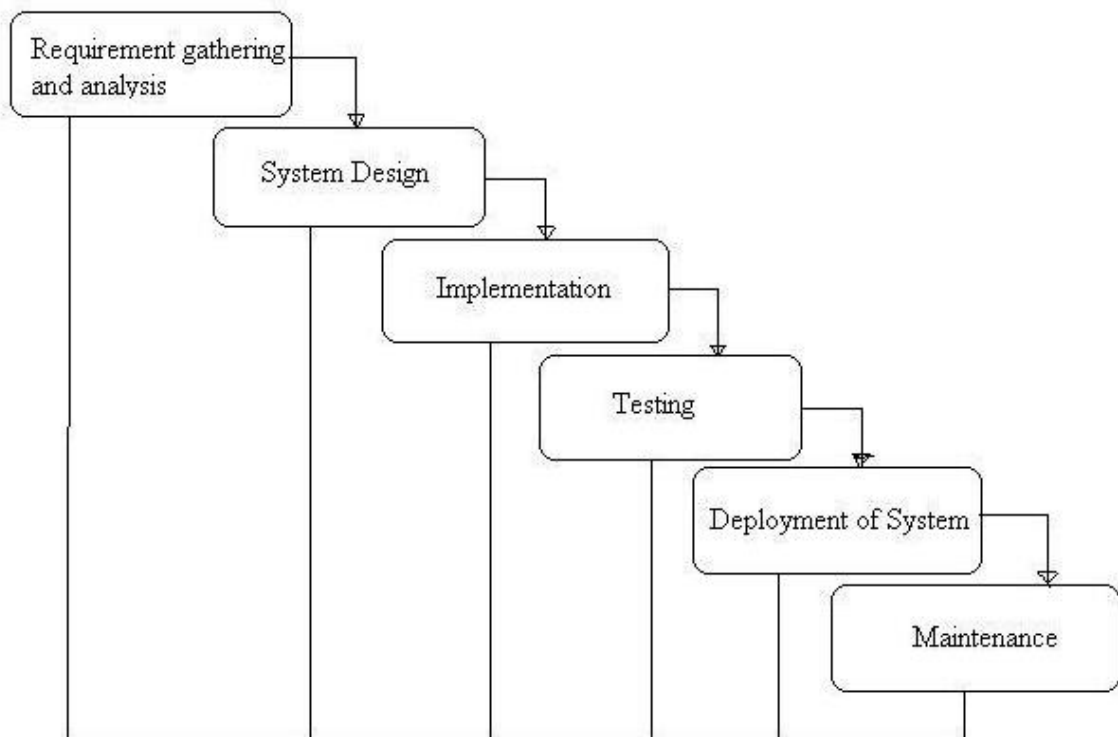 Requirement gathering
and analysis
System Design
Implementation
Testing
Deployment of System
Maintenance